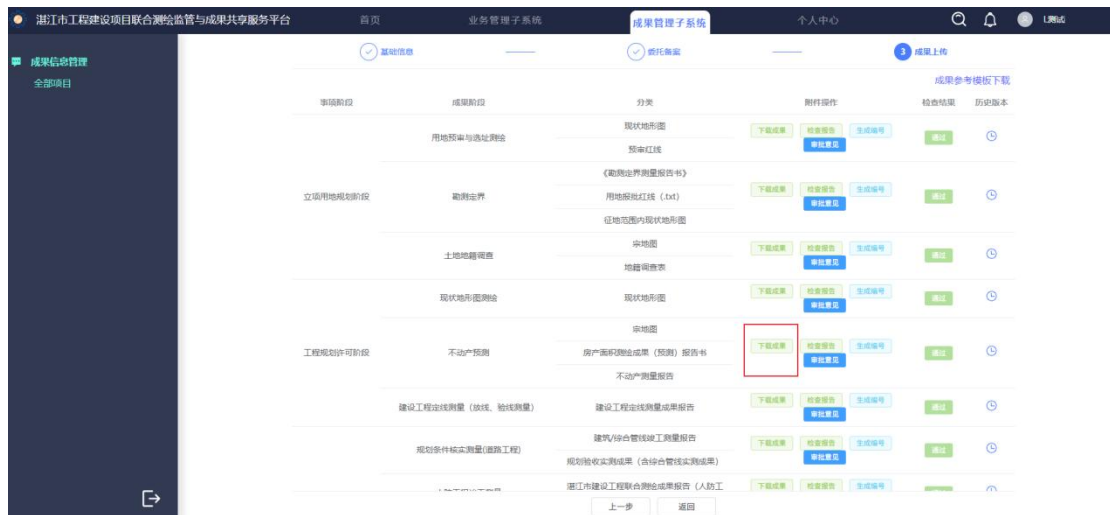 湛江市工程建设项目联合测绘监管与成果共享服务平台 首页 业务管理子系统 成果管理子系统 个人中心
成果信息管理
全部项目
基础信息 委托备案 3 成果上传
成果参考模板下载
事项阶段 成果阶段 分类 附件操作 检查结果 历史版本
用地预审与选址测绘 现状地形图 下载成果 检查报告 生成编号 通过
预审红线 审批意见
《勘测定界测量报告书》
立项用地规划阶段 勘测定界 用地报批红线（.txt） 下载成果 检查报告 生成编号 通过
审批意见
征地范围内现状地形图
土地地籍调查 宗地图 下载成果 检查报告 生成编号 通过
地籍调查表 审批意见
现状地形图测绘 现状地形图 下载成果 检查报告 生成编号 通过
审批意见
宗地图
工程规划许可阶段 不动产预测 房产面积测绘成果（预测）报告书 下载成果 检查报告 生成编号 通过
审批意见
不动产测量报告
建设工程定线测量（放线、验线测量） 建设工程定线测量成果报告 下载成果 检查报告 生成编号 通过
审批意见
规划条件核实测量(道路工程) 建筑/综合管线竣工测量报告 下载成果 检查报告 生成编号 通过
规划验收实测成果（含综合管线实测成果） 审批意见
湛江市建设工程联合测绘成果报告（人防工 下载成果 检查报告 生成编号
上一步 返回